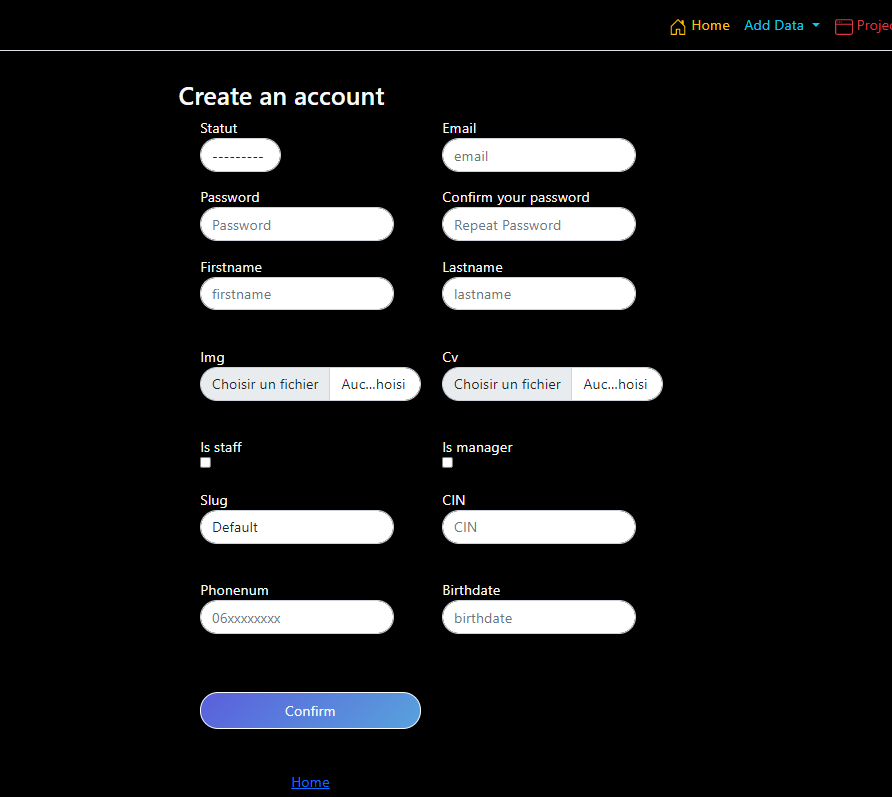 Home Add Data Projec
Create an account
Statut Email
--------- email
Password Confirm your password
Password Repeat Password
Firstname Lastname
firstname lastname
Img Cv
Choisir un fichier Auc...hoisi Choisir un fichier Auc...hoisi
Is staff Is manager
Slug CIN
Default CIN
Phonenum Birthdate
06xxxxxxxx birthdate
Confirm
Home